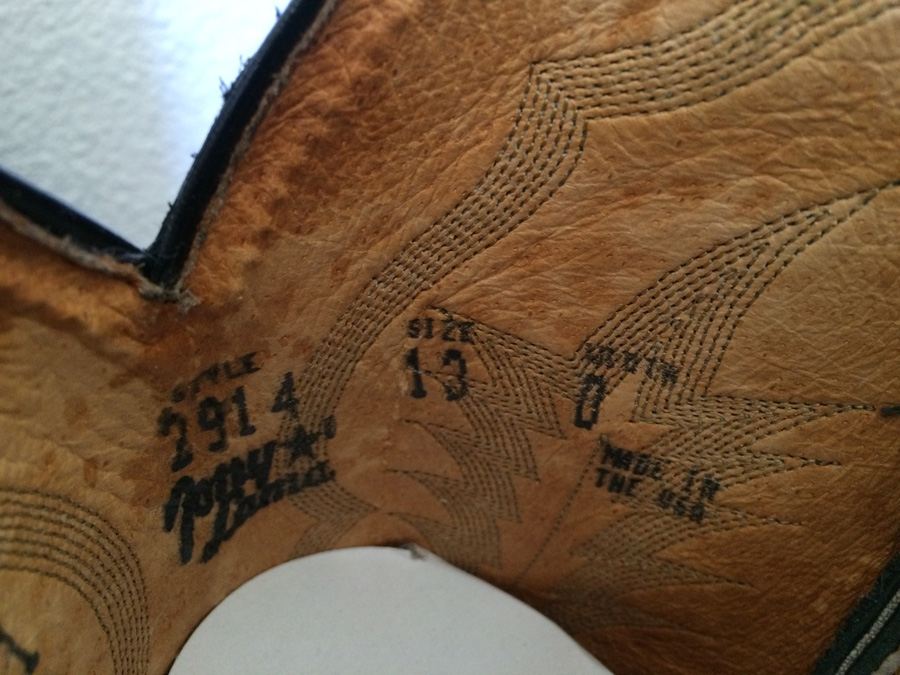 STYLE
2914
Tony
Lama
SIZE
13
WIDTH
D
MADE IN
THE USA